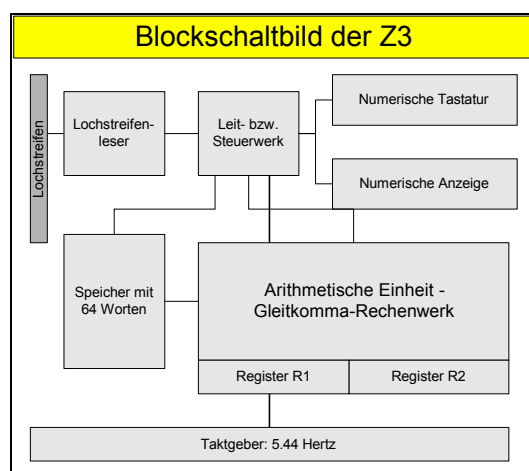 Blockschaltbild der Z3
Lochstreifen
Lochstreifen-
leser
Leit- bzw.
Steuerwerk
Numerische Tastatur
Numerische Anzeige
Speicher mit
64 Worten
Arithmetische Einheit -
Gleitkomma-Rechenwerk
Register R1
Register R2
Taktgeber: 5.44 Hertz